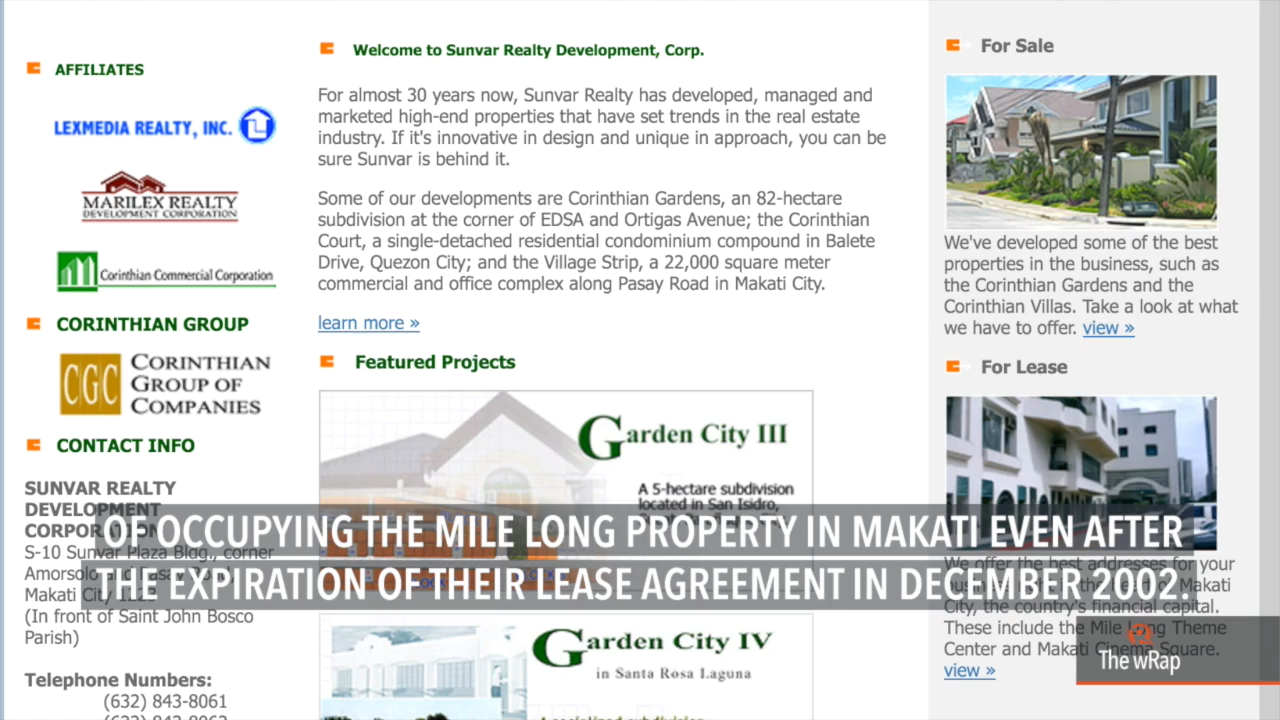 AFFILIATES
LEXMEDIA REALTY, INC.
MARILEX REALTY
DEVELOPMENT CORPORATION
Corinthian Commercial Corporation
CORINTHIAN GROUP
CGC
CORINTHIAN
GROUP OF
COMPANIES
CONTACT INFO
SUNVAR REALTY
DEVELOPMENT
CORPORATION
S-10 Sunvar Plaza Bldg., corner
Amorsolo and Pasay Road,
Makati City 1223
(In front of Saint John Bosco
Parish)
Telephone Numbers:
(632) 843-8061
Welcome to Sunvar Realty Development, Corp.
For almost 30 years now, Sunvar Realty has developed, managed and
marketed high-end properties that have set trends in the real estate
industry. If it's innovative in design and unique in approach, you can be
sure Sunvar is behind it.
Some of our developments are Corinthian Gardens, an 82-hectare
subdivision at the corner of EDSA and Ortigas Avenue; the Corinthian
Court, a single-detached residential condominium compound in Balete
Drive, Quezon City; and the Village Strip, a 22,000 square meter
commercial and office complex along Pasay Road in Makati City.
learn more »
Featured Projects
Garden City III
A 5-hectare subdivision
located in San Isidro,
Garden City IV
in Santa Rosa Laguna
For Sale
We've developed some of the best
properties in the business, such as
the Corinthian Gardens and the
Corinthian Villas. Take a look at what
we have to offer. view »
For Lease
We offer the best addresses for your
business right in the heart of Makati
City, the country's financial capital.
These include the Mile Long Theme
Center and Makati Cinema Square.
view »
OF OCCUPYING THE MILE LONG PROPERTY IN MAKATI EVEN AFTER
THE EXPIRATION OF THEIR LEASE AGREEMENT IN DECEMBER 2002.
The wRap